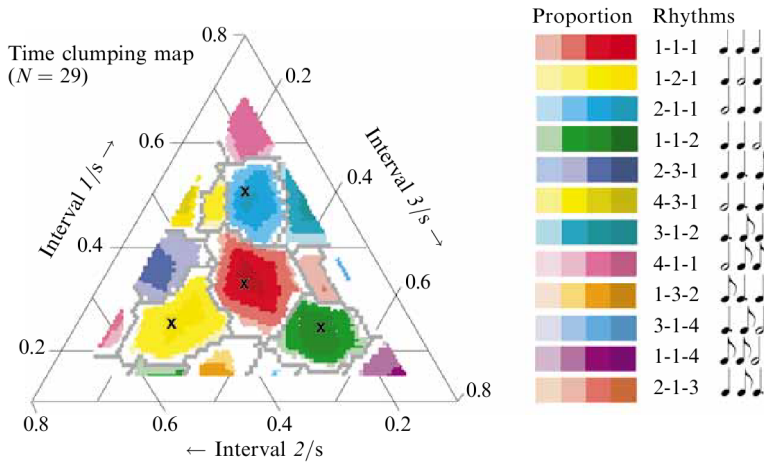 Time clumping map
(N = 29)
0.8
0.2
0.6
0.4
0.4
0.6
0.2
0.8
0.8
0.6
0.4
0.2
Interval 1/s →
Interval 3/s →
← Interval 2/s
x
x
x
x
Proportion Rhythms
1-1-1
1-2-1
2-1-1
1-1-2
2-3-1
4-3-1
3-1-2
4-1-1
1-3-2
3-1-4
1-1-4
2-1-3